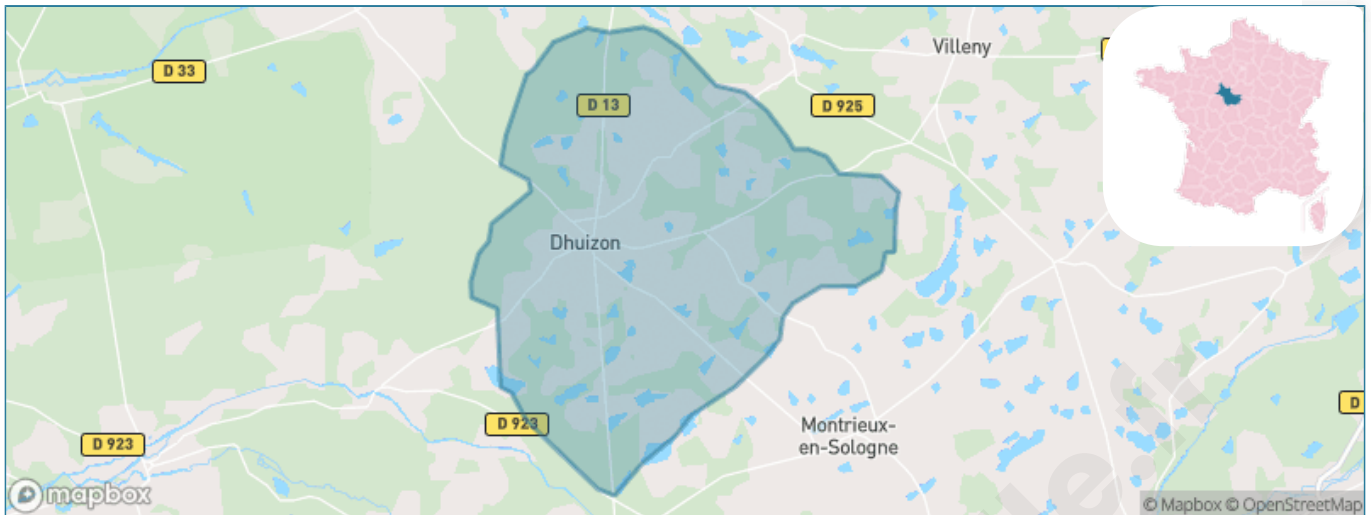 Villeny
D 33
D 13
D 925
Dhuizon
D
D 923
D 923
Montrieux-
en-Sologne
mapbox
© Mapbox © OpenStreetMap